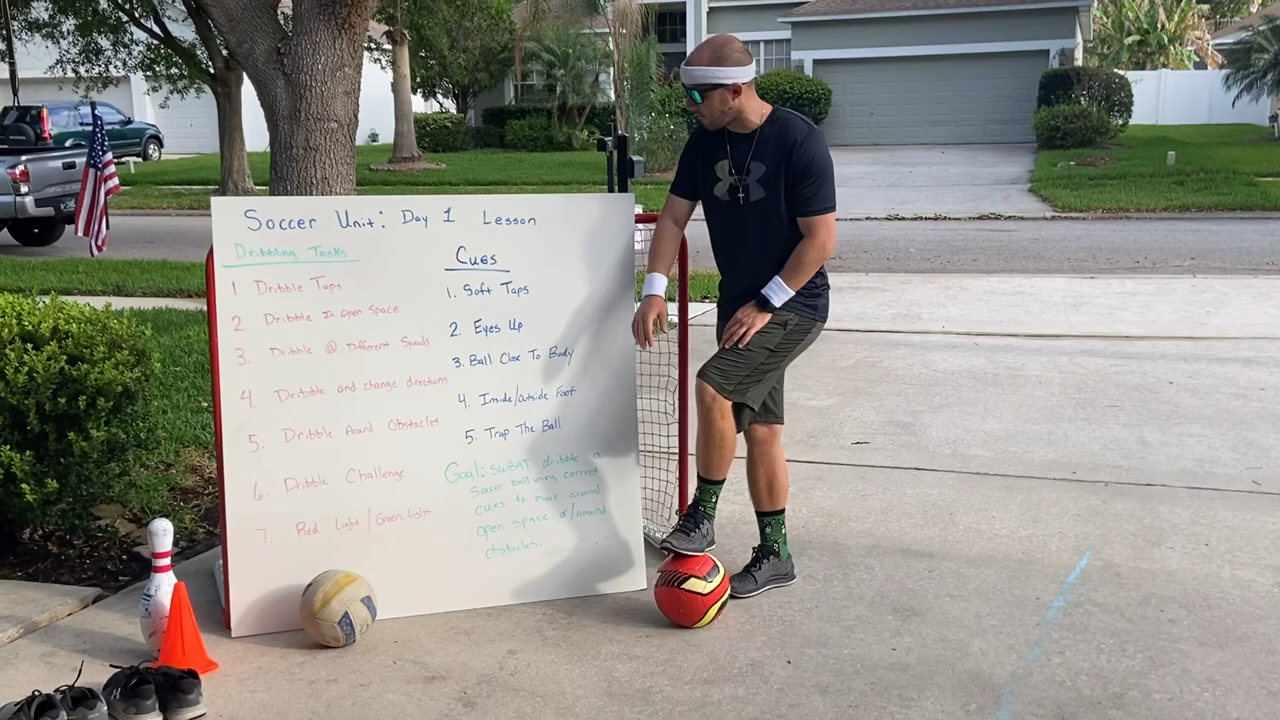 Soccer Unit: Day 1 Lesson
Dribbling Tasks
1 Dribble Taps
2 Dribble In Open Space
3. Dribble @ Different Speeds
4. Dribble and change directions
5. Dribble Around Obstacles
6. Dribble Challenge
7. Red Light/Green Light
Cues
1. Soft Taps
2. Eyes Up
3. Ball Close To Body
4. Inside/Outside Foot
5. Trap The Ball
Goal: SWBAT dribble a
Soccer ball using correct
cues to move around
open space or/around
obstacles.